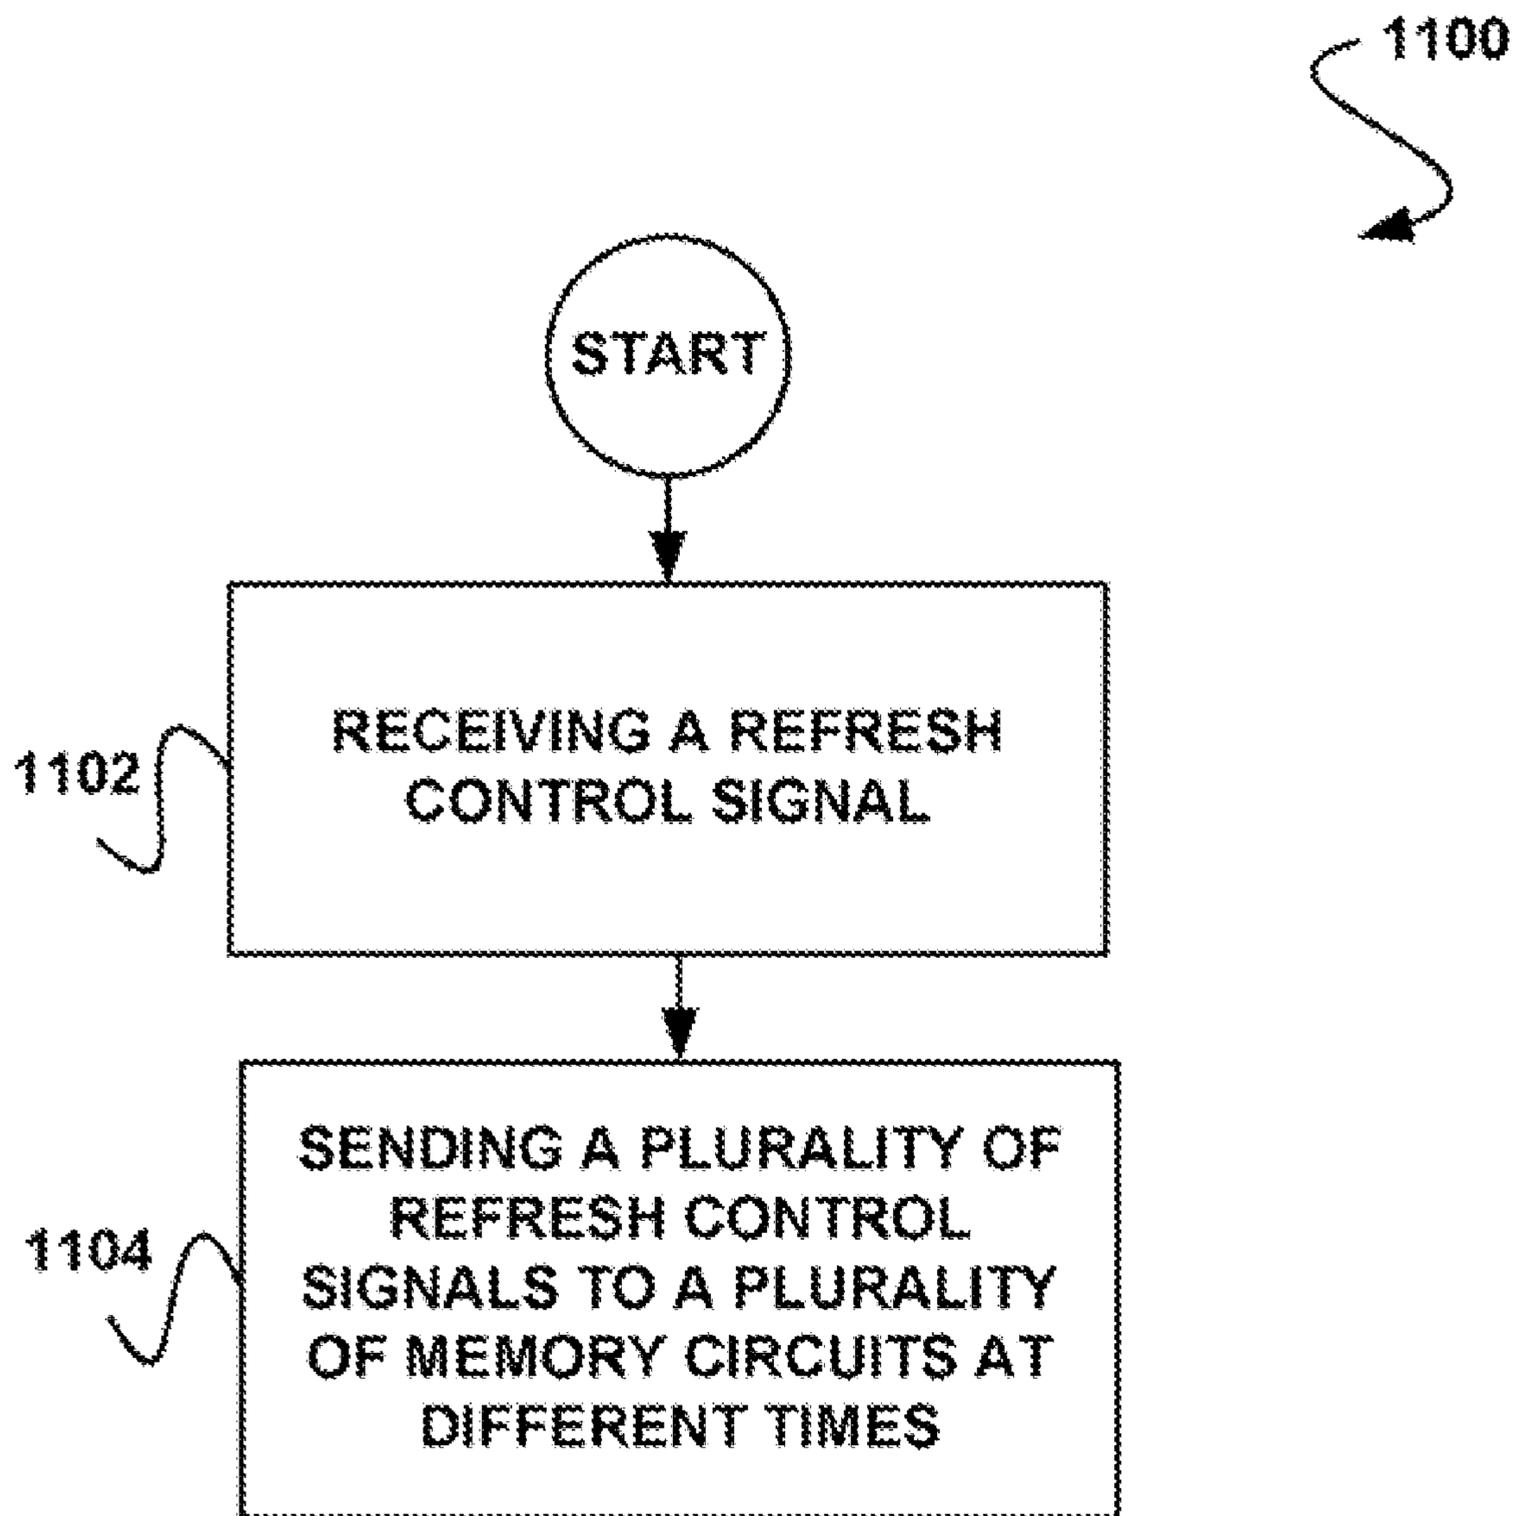 1100
START
RECEIVING A REFRESH
CONTROL SIGNAL
1102
SENDING A PLURALITY OF
REFRESH CONTROL
SIGNALS TO A PLURALITY
OF MEMORY CIRCUITS AT
DIFFERENT TIMES
1104